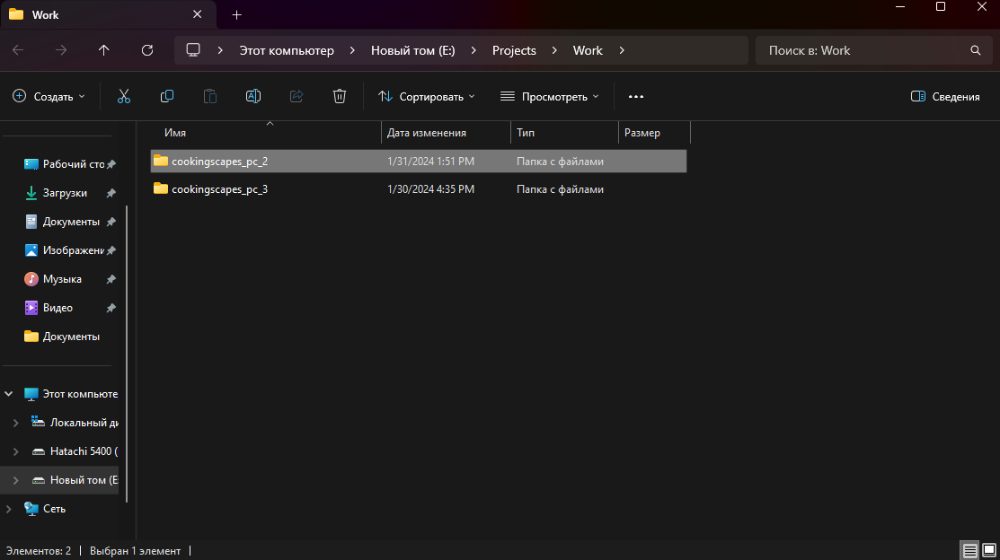 Work
Этот компьютер Новый том (E:) Projects Work
Поиск в: Work
Создать Сортировать Просмотреть Сведения
Имя Дата изменения Тип Размер
cookingscapes_pc_2 1/31/2024 1:51 PM Папка с файлами
cookingscapes_pc_3 1/30/2024 4:35 PM Папка с файлами
Рабочий сто
Загрузки
Документы
Изображени
Музыка
Видео
Документы
Этот компьюте
Локальный ди
Hatachi 5400 (
Новый том (E:
Сеть
Элементов: 2 Выбран 1 элемент